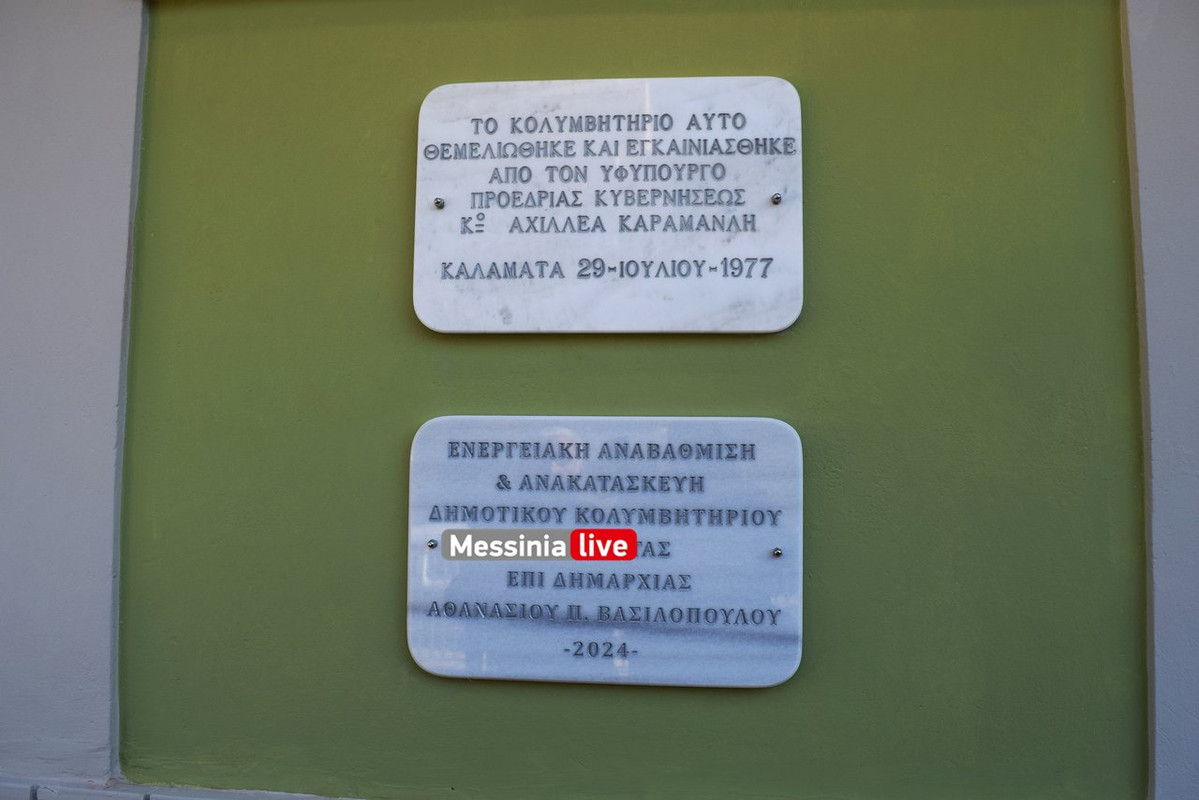 ΤΟ ΚΟΛΥΜΒΗΤΗΡΙΟ ΑΥΤΟ
ΘΕΜΕΛΙΩΘΗΚΕ ΚΑΙ ΕΓΚΑΙΝΙΑΣΘΗΚΕ
ΑΠΟ ΤΟΝ ΥΦΥΠΟΥΡΓΟ
ΠΡΟΕΔΡΙΑΣ ΚΥΒΕΡΝΗΣΕΩΣ
Κο ΑΧΙΛΛΕΑ ΚΑΡΑΜΑΝΛΗ
ΚΑΛΑΜΑΤΑ 29-ΙΟΥΛΙΟΥ-1977
ΕΝΕΡΓΕΙΑΚΗ ΑΝΑΒΑΘΜΙΣΗ
& ΑΝΑΚΑΤΑΣΚΕΥΗ
ΔΗΜΟΤΙΚΟΥ ΚΟΛΥΜΒΗΤΗΡΙΟΥ
Messinia live ΤΑΣ
ΕΠΙ ΔΗΜΑΡΧΙΑΣ
ΑΘΑΝΑΣΙΟΥ Π. ΒΑΣΙΛΟΠΟΥΛΟΥ
-2024-